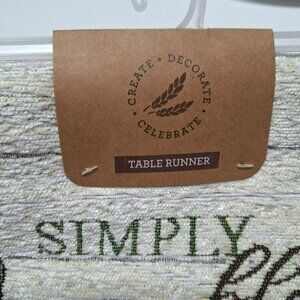 CREATE · DECORATE · CELEBRATE ·
TABLE RUNNER
SIMPLY